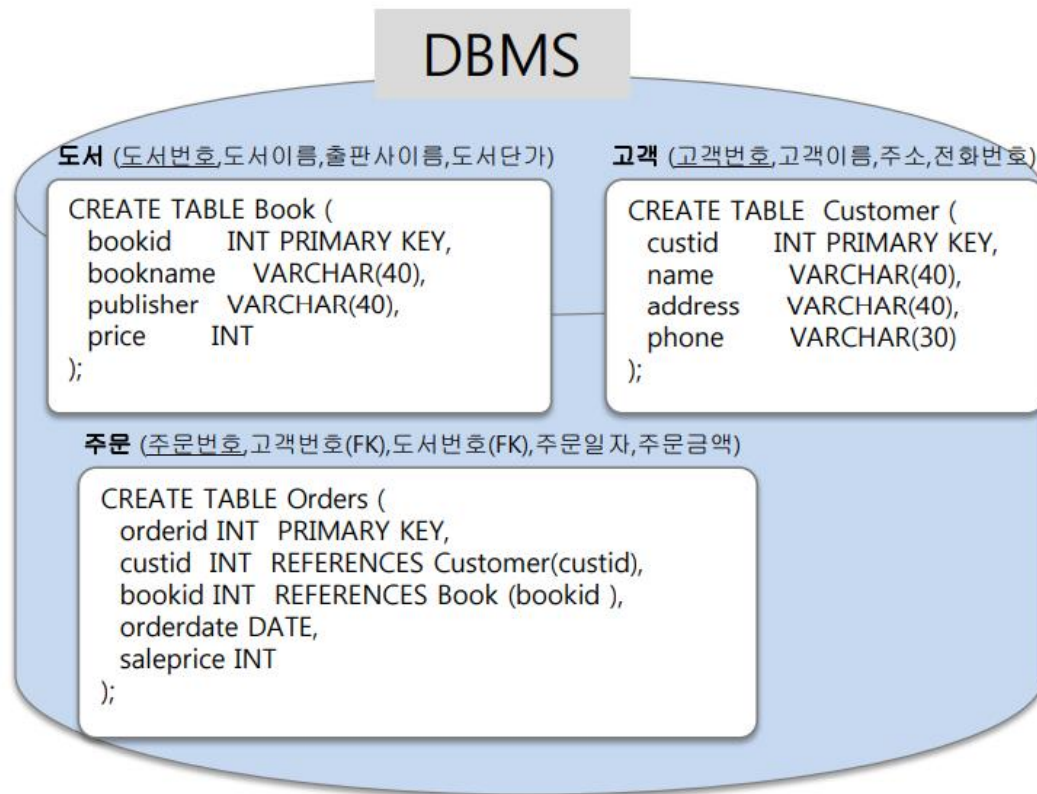 DBMS
도서 (도서번호,도서이름,출판사이름,도서단가)
CREATE TABLE Book (
bookid INT PRIMARY KEY,
bookname VARCHAR(40),
publisher VARCHAR(40),
price INT
);
고객 (고객번호,고객이름,주소,전화번호)
CREATE TABLE Customer (
custid INT PRIMARY KEY,
name VARCHAR(40),
address VARCHAR(40),
phone VARCHAR(30)
);
주문 (주문번호,고객번호(FK),도서번호(FK),주문일자,주문금액)
CREATE TABLE Orders (
orderid INT PRIMARY KEY,
custid INT REFERENCES Customer(custid),
bookid INT REFERENCES Book (bookid ),
orderdate DATE,
saleprice INT
);